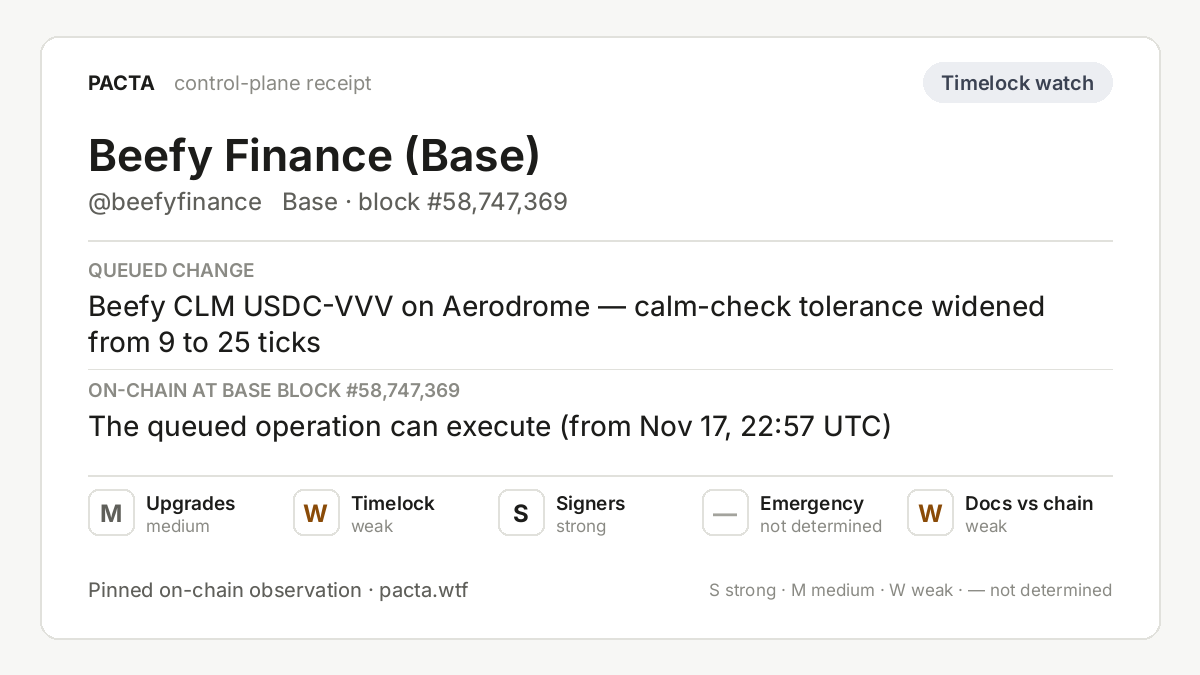 PACTA control-plane receipt Timelock watch
Beefy Finance (Base)
@beefyfinance Base · block #58,747,369
QUEUED CHANGE
Beefy CLM USDC-VVV on Aerodrome — calm-check tolerance widened
from 9 to 25 ticks
ON-CHAIN AT BASE BLOCK #58,747,369
The queued operation can execute (from Nov 17, 22:57 UTC)
M Upgrades medium
W Timelock weak
S Signers strong
— Emergency not determined
W Docs vs chain weak
Pinned on-chain observation · pacta.wtf
S strong · M medium · W weak · — not determined